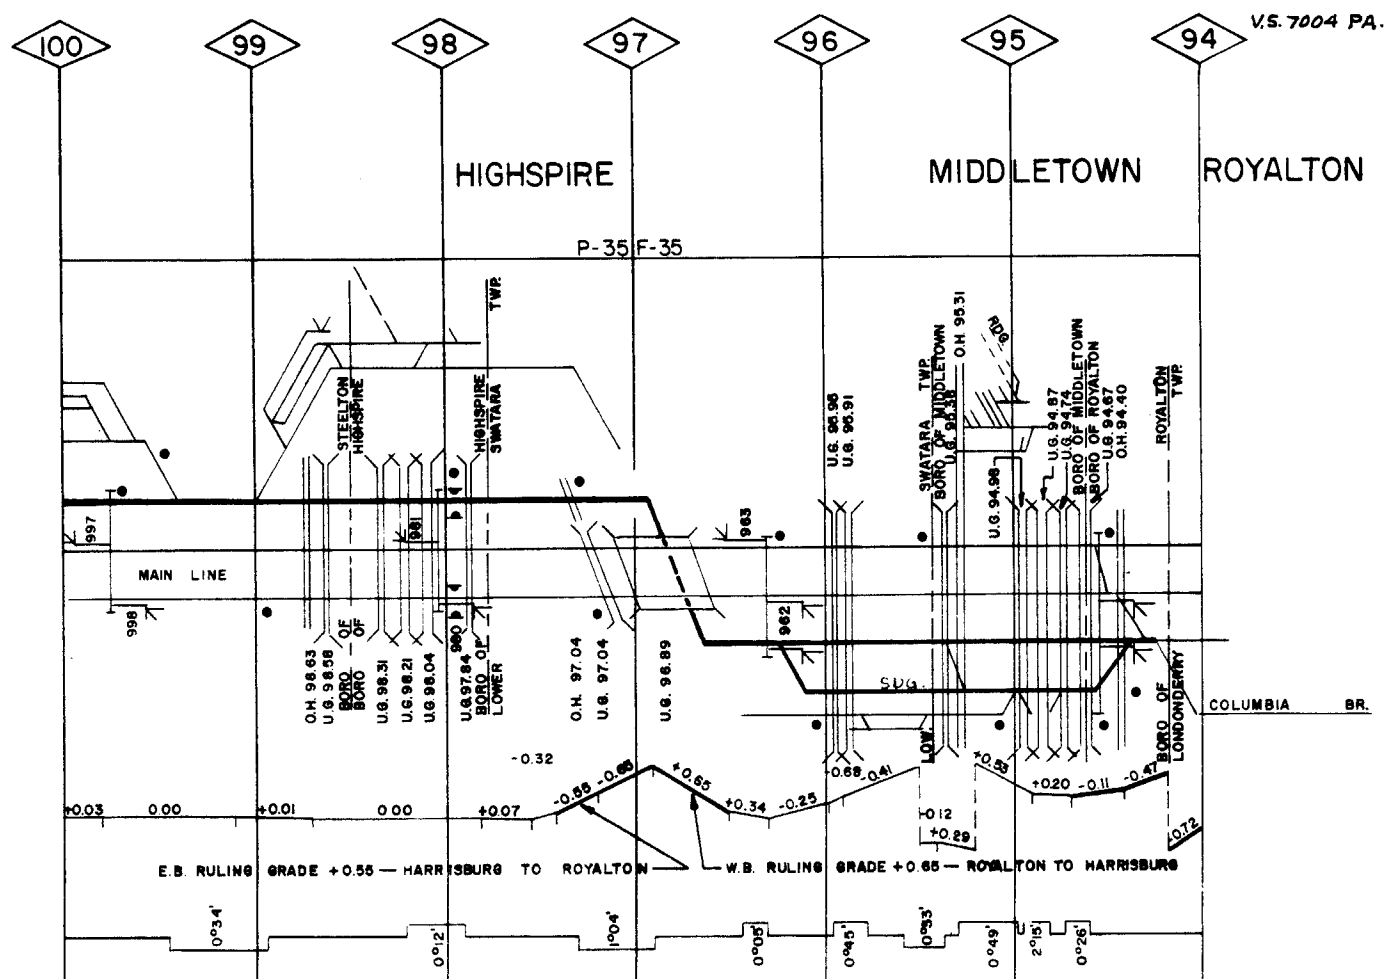 V.S. 7004 PA.
100 99 98 97 96 95 94
HIGHSPIRE MIDDLETOWN ROYALTON
P-35 F-35
TWP.
STEELTON
HIGHSPIRE
HIGHSPIRE
SWATARA
U.G. 95.95
U.G. 95.91
SWATARA TWP.
BORO OF MIDDLETOWN
U.G. 95.38
O.H. 95.31
RDG.
U.G. 94.98
U.G. 94.87
U.G. 94.74
BORO OF MIDDLETOWN
BORO OF ROYALTON
U.G. 94.67
O.H. 94.40
ROYALTON
TWP.
997
981
963
MAIN LINE
998
980
962
O.H. 98.63
U.G. 98.58
BORO OF
BORO OF
U.G. 98.31
U.G. 98.21
U.G. 98.04
U.G. 97.84
BORO OF
LOWER
O.H. 97.04
U.G. 97.04
U.G. 96.89
SDG.
LOW.
BORO OF
LONDONDERRY
COLUMBIA BR.
+0.03 0.00 +0.01 0.00 +0.07 -0.32 -0.55 -0.65 +0.65 +0.34 -0.25 -0.68 -0.41 -0.12 +0.29 +0.53 +0.20 -0.11 -0.47 -0.72
E.B. RULING GRADE +0.55 — HARRISBURG TO ROYALTON
W.B. RULING GRADE +0.65 — ROYALTON TO HARRISBURG
0°34' 0°12' 1°04' 0°05' 0°45' 0°53' 0°49' 2°15' 0°26'